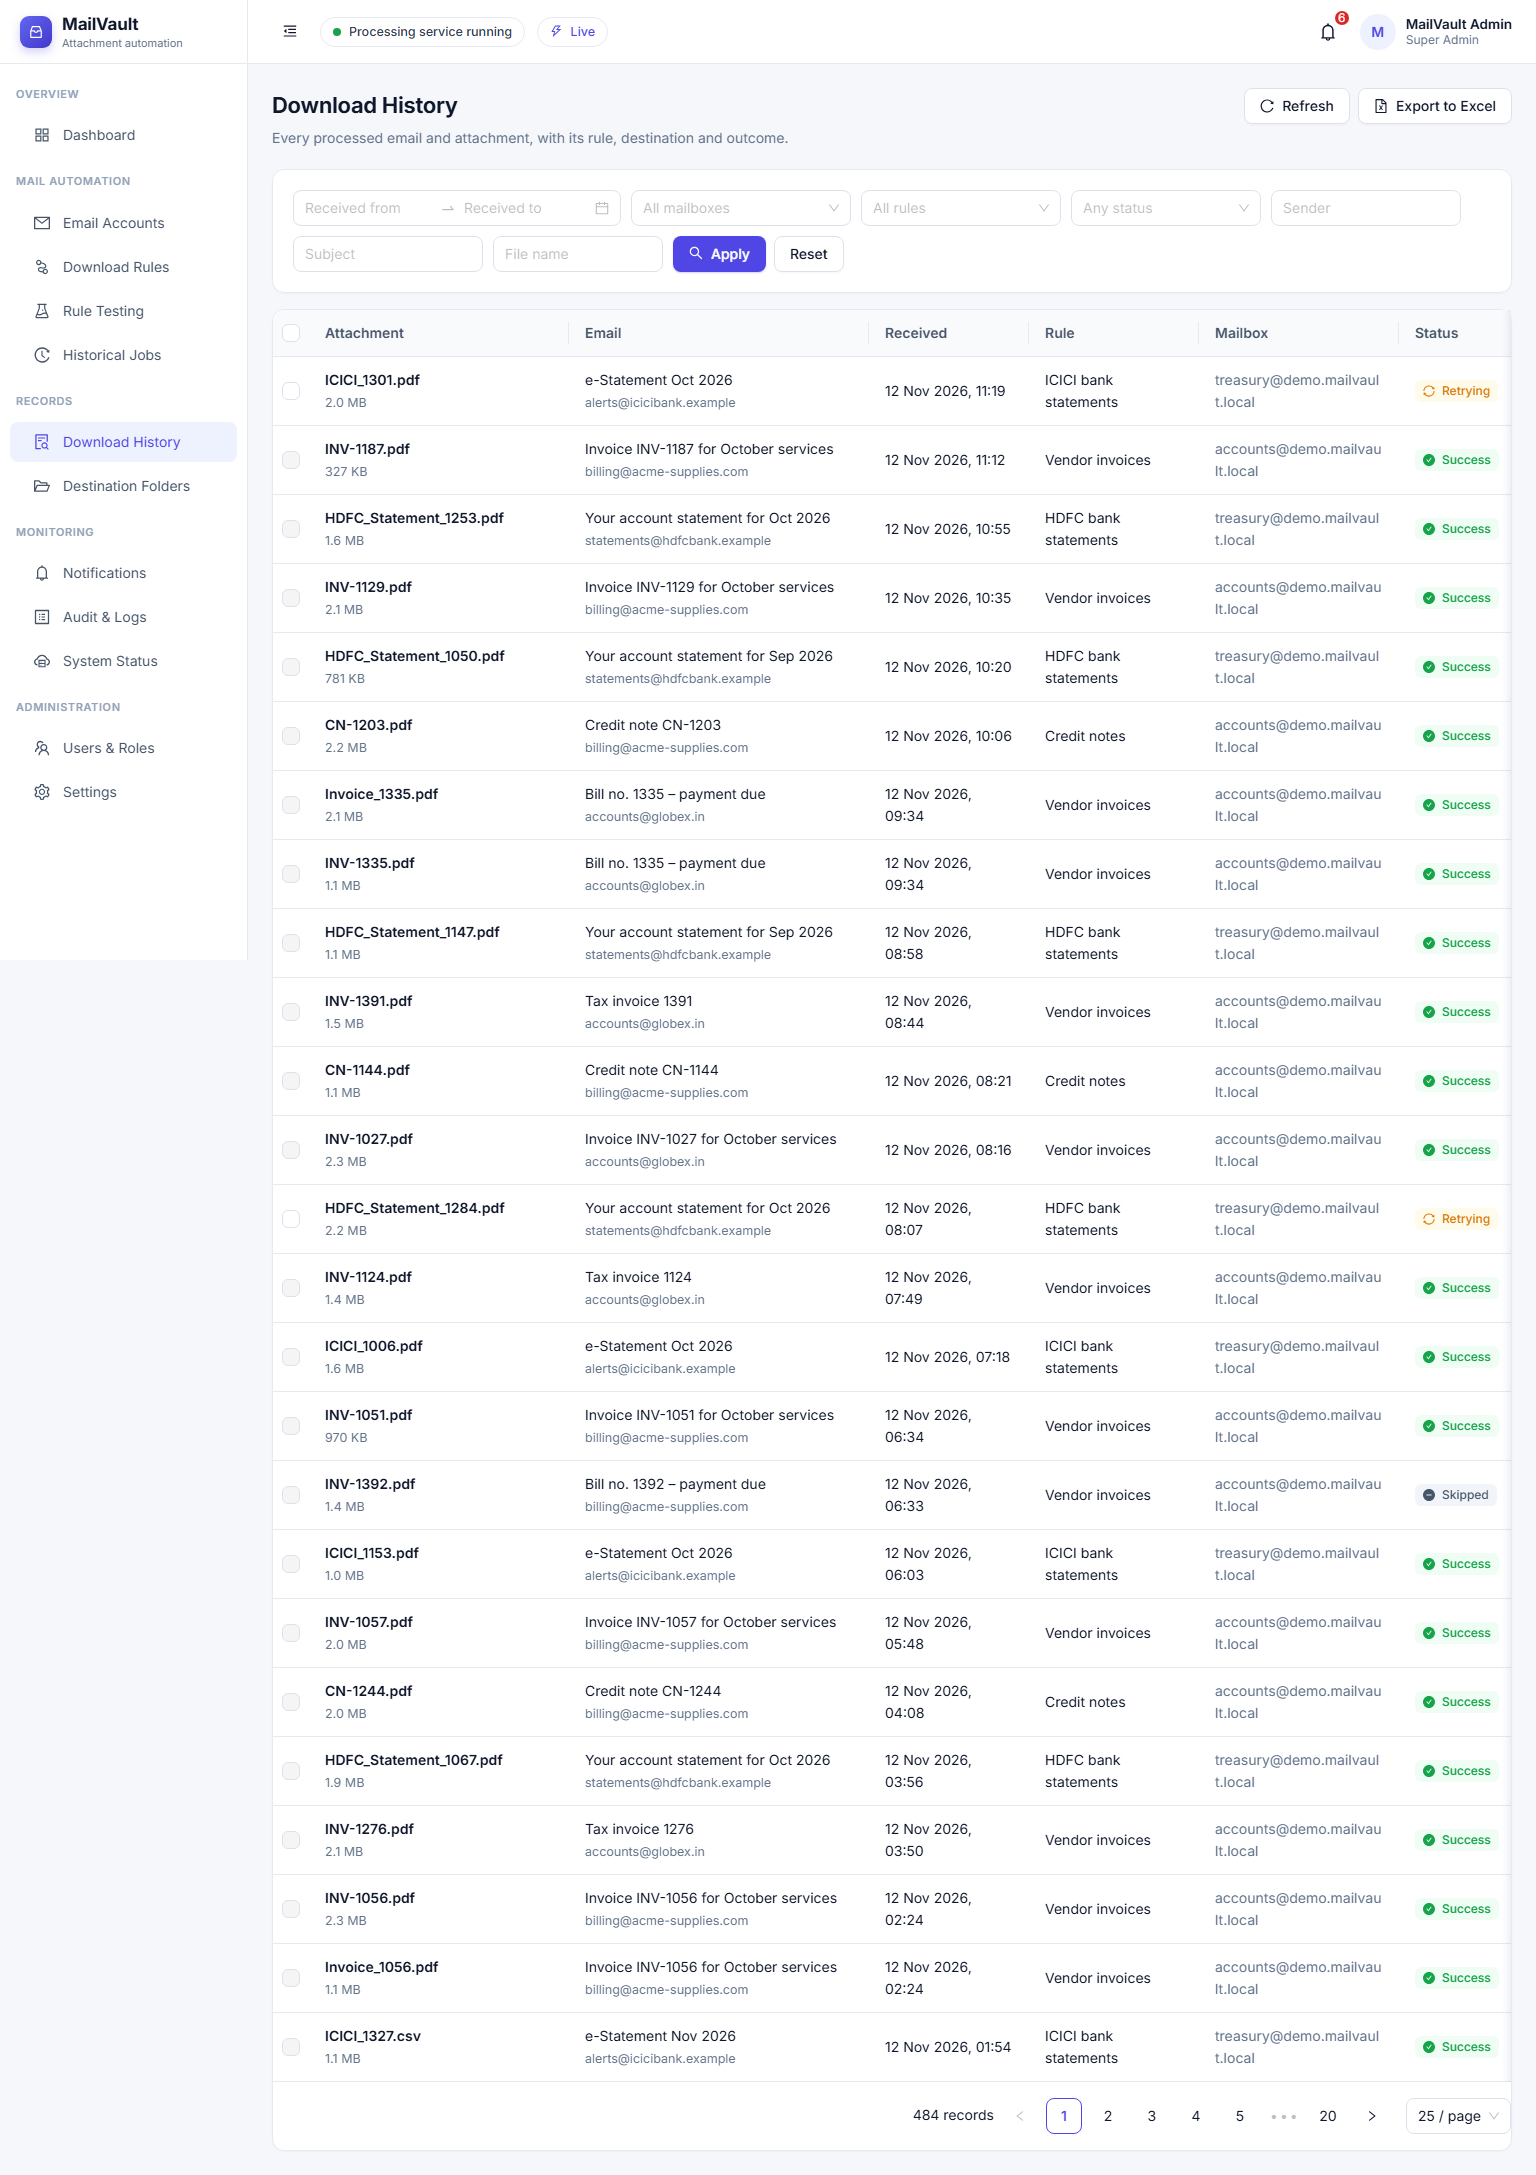 MailVault
Attachment automation
Processing service running
Live
6
M
MailVault Admin
Super Admin
OVERVIEW
Dashboard
MAIL AUTOMATION
Email Accounts
Download Rules
Rule Testing
Historical Jobs
RECORDS
Download History
Destination Folders
MONITORING
Notifications
Audit & Logs
System Status
ADMINISTRATION
Users & Roles
Settings
Download History
Every processed email and attachment, with its rule, destination and outcome.
Refresh
Export to Excel
Received from → Received to
All mailboxes
All rules
Any status
Sender
Subject
File name
Apply
Reset
Attachment Email Received Rule Mailbox Status
ICICI_1301.pdf e-Statement Oct 2026 12 Nov 2026, 11:19 ICICI bank treasury@demo.mailvaul Retrying
2.0 MB alerts@icicibank.example statements t.local
INV-1187.pdf Invoice INV-1187 for October services 12 Nov 2026, 11:12 Vendor invoices accounts@demo.mailvau Success
327 KB billing@acme-supplies.com lt.local
HDFC_Statement_1253.pdf Your account statement for Oct 2026 12 Nov 2026, 10:55 HDFC bank treasury@demo.mailvaul Success
1.6 MB statements@hdfcbank.example statements t.local
INV-1129.pdf Invoice INV-1129 for October services 12 Nov 2026, 10:35 Vendor invoices accounts@demo.mailvau Success
2.1 MB billing@acme-supplies.com lt.local
HDFC_Statement_1050.pdf Your account statement for Sep 2026 12 Nov 2026, 10:20 HDFC bank treasury@demo.mailvaul Success
781 KB statements@hdfcbank.example statements t.local
CN-1203.pdf Credit note CN-1203 12 Nov 2026, 10:06 Credit notes accounts@demo.mailvau Success
2.2 MB billing@acme-supplies.com lt.local
Invoice_1335.pdf Bill no. 1335 – payment due 12 Nov 2026, Vendor invoices accounts@demo.mailvau Success
2.1 MB accounts@globex.in 09:34 lt.local
INV-1335.pdf Bill no. 1335 – payment due 12 Nov 2026, Vendor invoices accounts@demo.mailvau Success
1.1 MB accounts@globex.in 09:34 lt.local
HDFC_Statement_1147.pdf Your account statement for Sep 2026 12 Nov 2026, HDFC bank treasury@demo.mailvaul Success
1.1 MB statements@hdfcbank.example 08:58 statements t.local
INV-1391.pdf Tax invoice 1391 12 Nov 2026, Vendor invoices accounts@demo.mailvau Success
1.5 MB accounts@globex.in 08:44 lt.local
CN-1144.pdf Credit note CN-1144 12 Nov 2026, 08:21 Credit notes accounts@demo.mailvau Success
1.1 MB billing@acme-supplies.com lt.local
INV-1027.pdf Invoice INV-1027 for October services 12 Nov 2026, 08:16 Vendor invoices accounts@demo.mailvau Success
2.3 MB accounts@globex.in lt.local
HDFC_Statement_1284.pdf Your account statement for Oct 2026 12 Nov 2026, HDFC bank treasury@demo.mailvaul Retrying
2.2 MB statements@hdfcbank.example 08:07 statements t.local
INV-1124.pdf Tax invoice 1124 12 Nov 2026, Vendor invoices accounts@demo.mailvau Success
1.4 MB accounts@globex.in 07:49 lt.local
ICICI_1006.pdf e-Statement Oct 2026 12 Nov 2026, 07:18 ICICI bank treasury@demo.mailvaul Success
1.6 MB alerts@icicibank.example statements t.local
INV-1051.pdf Invoice INV-1051 for October services 12 Nov 2026, Vendor invoices accounts@demo.mailvau Success
970 KB billing@acme-supplies.com 06:34 lt.local
INV-1392.pdf Bill no. 1392 – payment due 12 Nov 2026, Vendor invoices accounts@demo.mailvau Skipped
1.4 MB billing@acme-supplies.com 06:33 lt.local
ICICI_1153.pdf e-Statement Oct 2026 12 Nov 2026, ICICI bank treasury@demo.mailvaul Success
1.0 MB alerts@icicibank.example 06:03 statements t.local
INV-1057.pdf Invoice INV-1057 for October services 12 Nov 2026, Vendor invoices accounts@demo.mailvau Success
2.0 MB billing@acme-supplies.com 05:48 lt.local
CN-1244.pdf Credit note CN-1244 12 Nov 2026, Credit notes accounts@demo.mailvau Success
2.0 MB billing@acme-supplies.com 04:08 lt.local
HDFC_Statement_1067.pdf Your account statement for Oct 2026 12 Nov 2026, HDFC bank treasury@demo.mailvaul Success
1.9 MB statements@hdfcbank.example 03:56 statements t.local
INV-1276.pdf Tax invoice 1276 12 Nov 2026, Vendor invoices accounts@demo.mailvau Success
2.1 MB accounts@globex.in 03:50 lt.local
INV-1056.pdf Invoice INV-1056 for October services 12 Nov 2026, Vendor invoices accounts@demo.mailvau Success
2.3 MB billing@acme-supplies.com 02:24 lt.local
Invoice_1056.pdf Invoice INV-1056 for October services 12 Nov 2026, Vendor invoices accounts@demo.mailvau Success
1.1 MB billing@acme-supplies.com 02:24 lt.local
ICICI_1327.csv e-Statement Nov 2026 12 Nov 2026, 01:54 ICICI bank treasury@demo.mailvaul Success
1.1 MB alerts@icicibank.example statements t.local
484 records < 1 2 3 4 5 ••• 20 > 25 / page